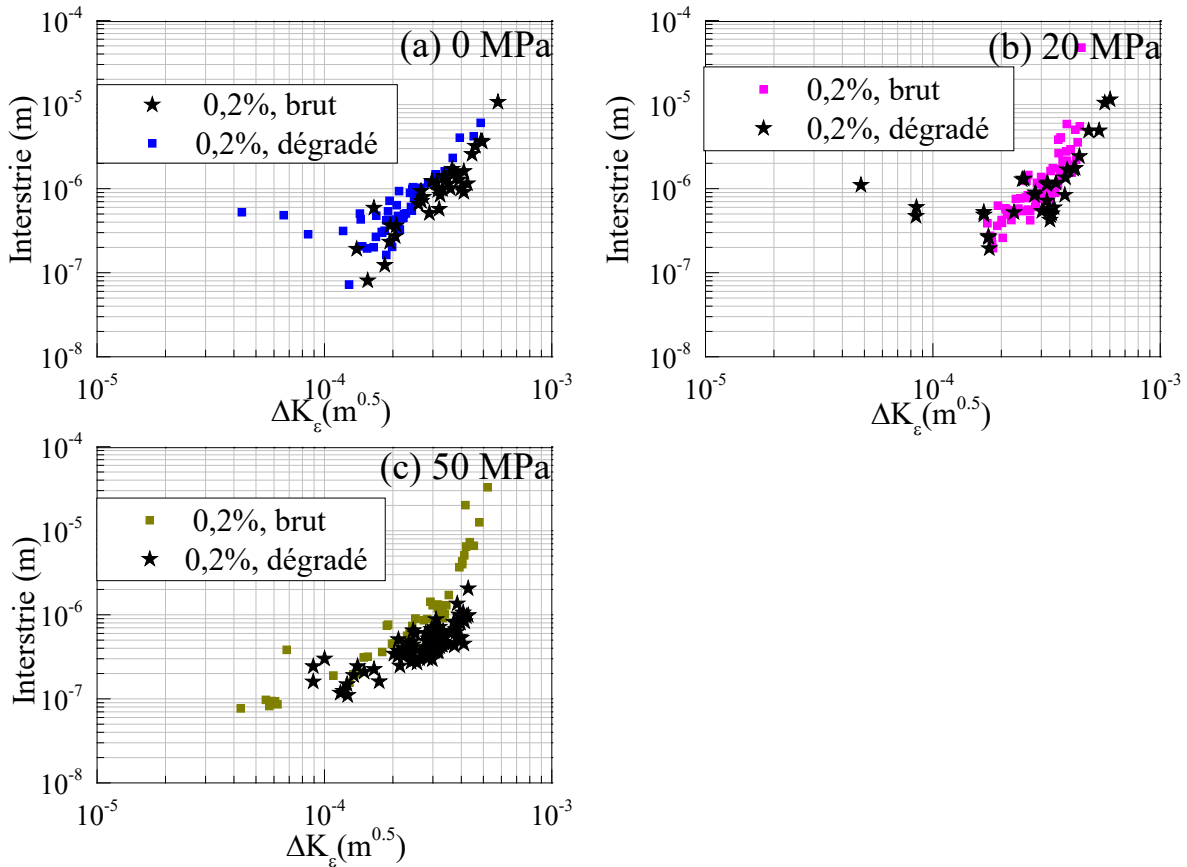 (a) 0 MPa
10^-4
10^-5
10^-6
10^-7
10^-8
Interstrie (m)
0,2%, brut
0,2%, dégradé
10^-5
10^-4
10^-3
ΔK_ε(m^0.5)
(b) 20 MPa
10^-4
10^-5
10^-6
10^-7
10^-8
Interstrie (m)
0,2%, brut
0,2%, dégradé
10^-5
10^-4
10^-3
ΔK_ε(m^0.5)
(c) 50 MPa
10^-4
10^-5
10^-6
10^-7
10^-8
Interstrie (m)
0,2%, brut
0,2%, dégradé
10^-5
10^-4
10^-3
ΔK_ε(m^0.5)